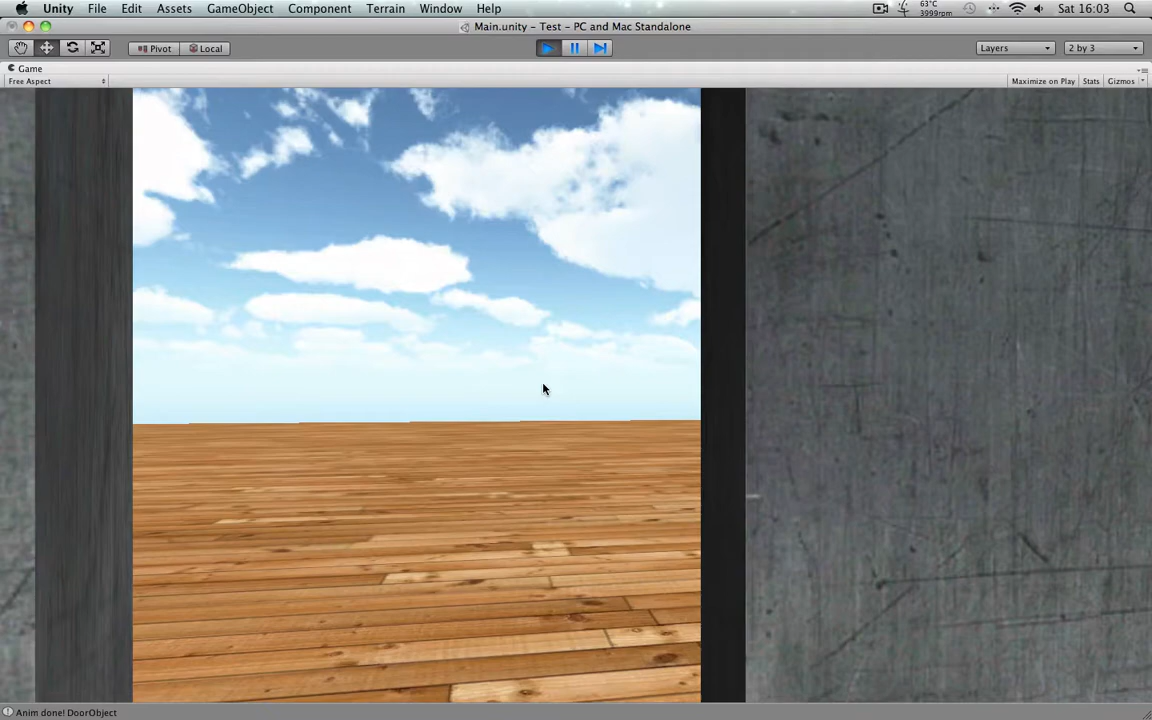 Unity File Edit Assets GameObject Component Terrain Window Help 63°C 3999rpm Sat 16:03
Main.unity - Test - PC and Mac Standalone
Pivot Local Layers 2 by 3
Game
Free Aspect Maximize on Play Stats Gizmos
Anim done! DoorObject